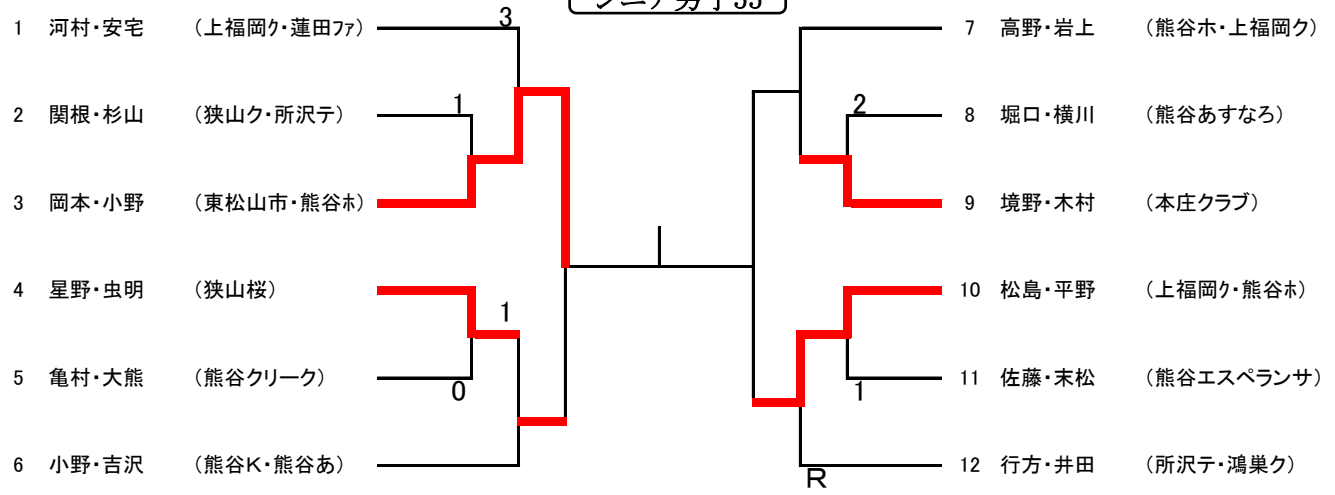 シニア男子55
1 河村・安宅 (上福岡ｸ・蓮田ﾌｧ) 3
2 関根・杉山 (狭山ク・所沢テ) 1
3 岡本・小野 (東松山市・熊谷ﾎ)
4 星野・虫明 (狭山桜)
1
5 亀村・大熊 (熊谷クリーク) 0
6 小野・吉沢 (熊谷K・熊谷あ)
7 高野・岩上 (熊谷ホ・上福岡ク)
2 8 堀口・横川 (熊谷あすなろ)
9 境野・木村 (本庄クラブ)
10 松島・平野 (上福岡ｸ・熊谷ﾎ)
1 11 佐藤・末松 (熊谷エスペランサ)
R 12 行方・井田 (所沢テ・鴻巣ク)